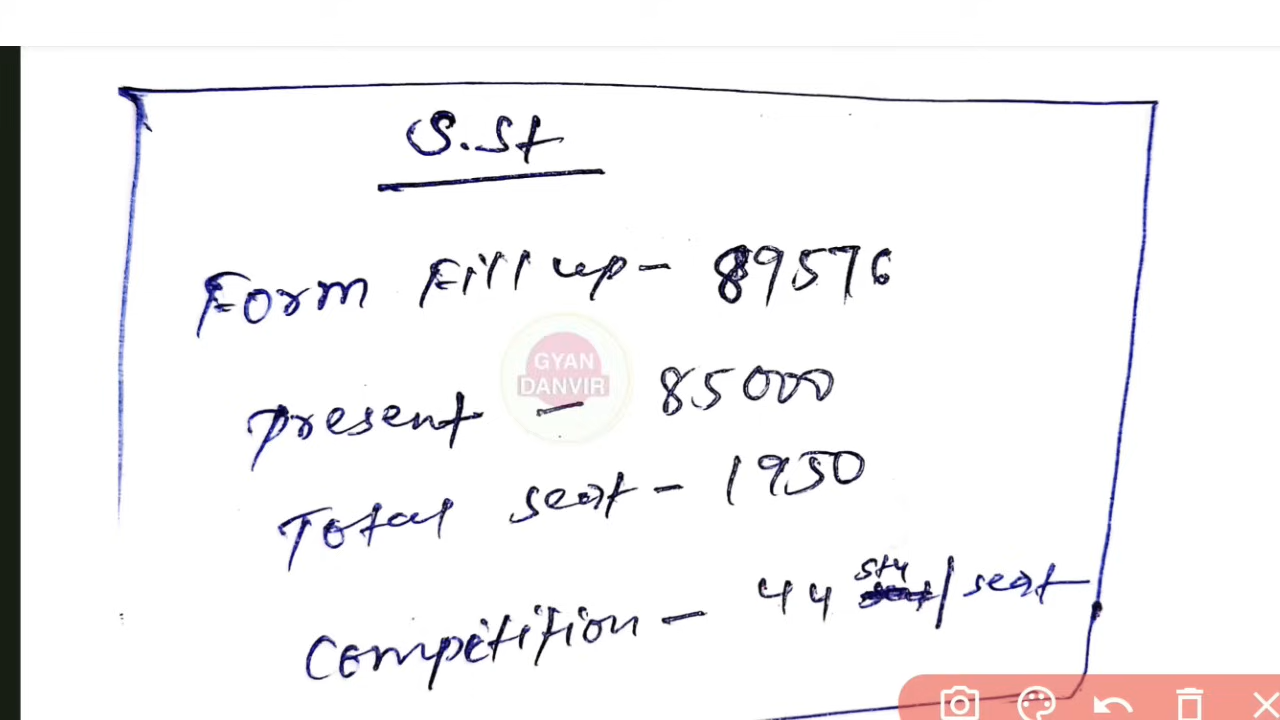 S.St
Form Fill up - 89576
GYAN
DANVIR
Present - 85000
Total seat - 1950
Competition - 44 stu/seat